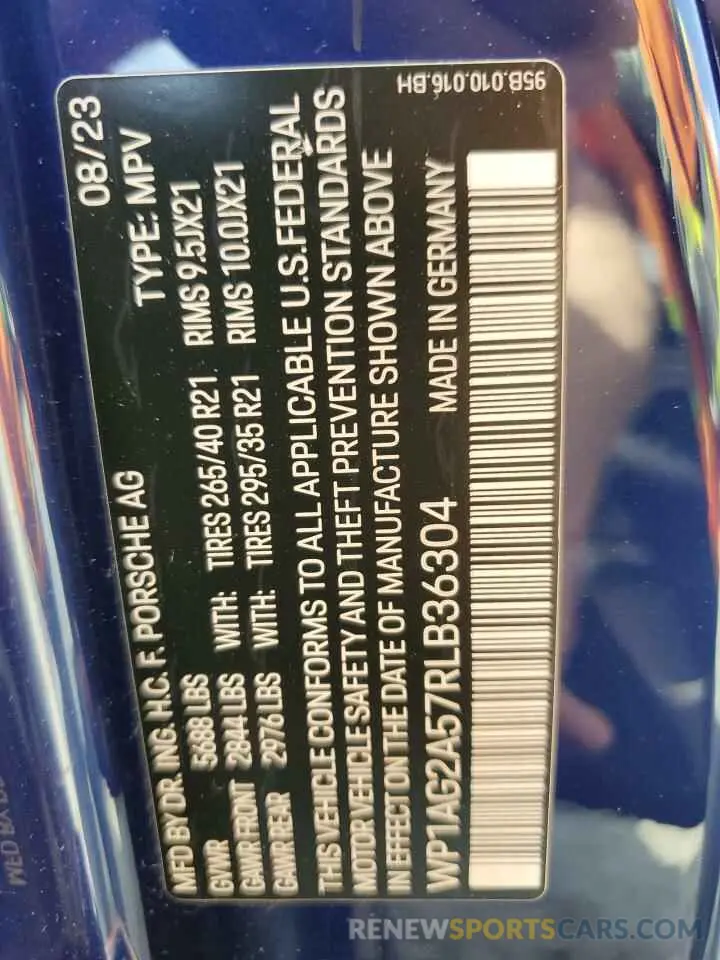 08/23
MFD BY DR. ING. H.C. F. PORSCHE AG TYPE: MPV
GVWR 5688 LBS
GAWR FRONT 2844 LBS WITH: TIRES 265/40 R21 RIMS 9.5JX21
GAWR REAR 2976 LBS WITH: TIRES 295/35 R21 RIMS 10.0JX21
THIS VEHICLE CONFORMS TO ALL APPLICABLE U.S.FEDERAL
MOTOR VEHICLE SAFETY AND THEFT PREVENTION STANDARDS
IN EFFECT ON THE DATE OF MANUFACTURE SHOWN ABOVE
WP1AG2A57RLB36304 MADE IN GERMANY
95B.010.016.BH
RENEWSPORTSCARS.COM